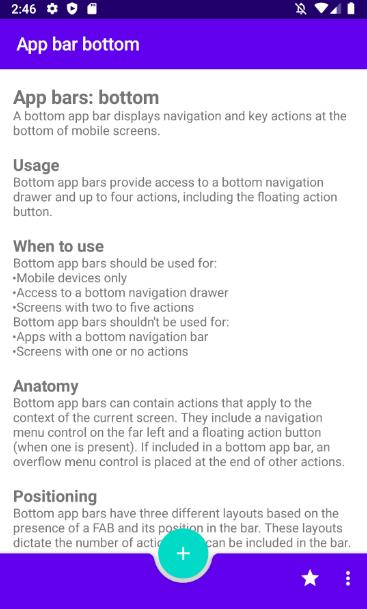 2:46
App bar bottom
App bars: bottom
A bottom app bar displays navigation and key actions at the
bottom of mobile screens.
Usage
Bottom app bars provide access to a bottom navigation
drawer and up to four actions, including the floating action
button.
When to use
Bottom app bars should be used for:
•Mobile devices only
•Access to a bottom navigation drawer
•Screens with two to five actions
Bottom app bars shouldn't be used for:
•Apps with a bottom navigation bar
•Screens with one or no actions
Anatomy
Bottom app bars can contain actions that apply to the
context of the current screen. They include a navigation
menu control on the far left and a floating action button
(when one is present). If included in a bottom app bar, an
overflow menu control is placed at the end of other actions.
Positioning
Bottom app bars have three different layouts based on the
presence of a FAB and its position in the bar. These layouts
dictate the number of can be included in the bar.